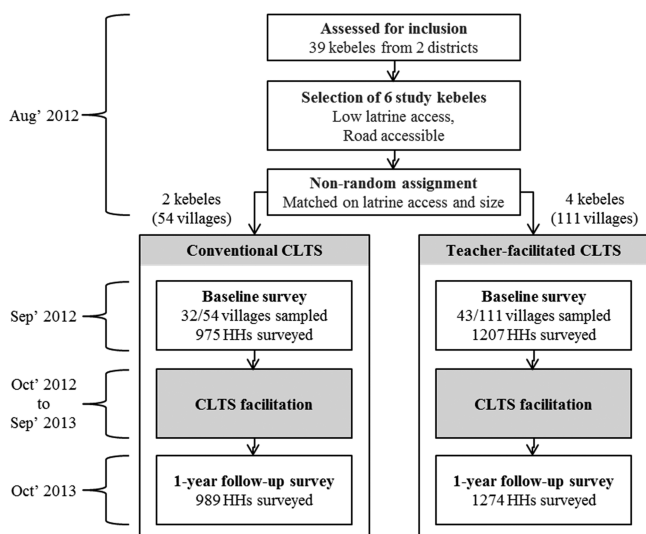 Assessed for inclusion
39 kebeles from 2 districts
Aug’ 2012
Selection of 6 study kebeles
Low latrine access,
Road accessible
Non-random assignment
Matched on latrine access and size
2 kebeles
(54 villages)
4 kebeles
(111 villages)
Conventional CLTS
Teacher-facilitated CLTS
Sep’ 2012
Baseline survey
32/54 villages sampled
975 HHs surveyed
Baseline survey
43/111 villages sampled
1207 HHs surveyed
Oct’ 2012
to
Sep’ 2013
CLTS facilitation
CLTS facilitation
Oct’ 2013
1-year follow-up survey
989 HHs surveyed
1-year follow-up survey
1274 HHs surveyed